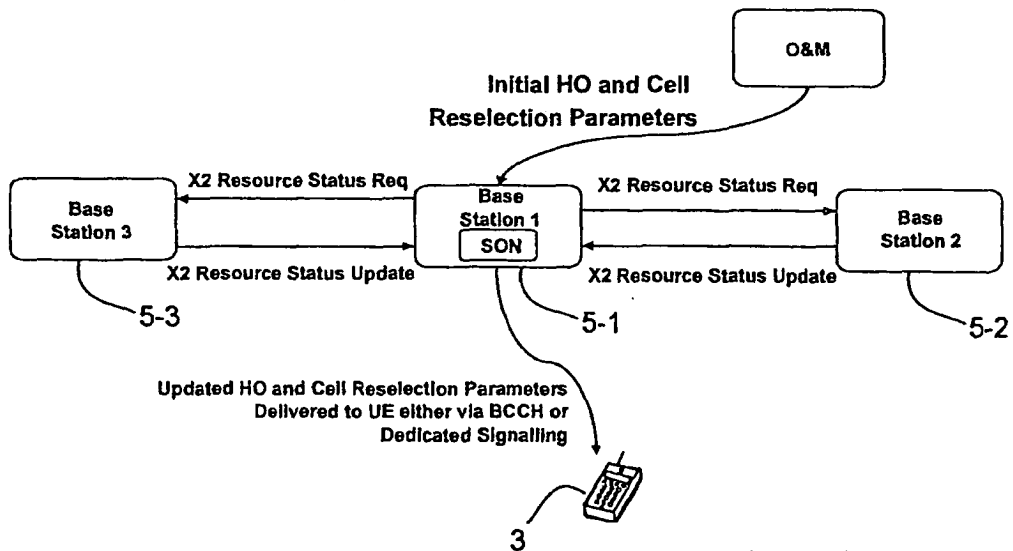 O&M
Initial HO and Cell
Reselection Parameters
X2 Resource Status Req
X2 Resource Status Req
Base
Station 3
Base
Station 1
SON
Base
Station 2
X2 Resource Status Update
X2 Resource Status Update
5-3
5-1
5-2
Updated HO and Cell Reselection Parameters
Delivered to UE either via BCCH or
Dedicated Signalling
3